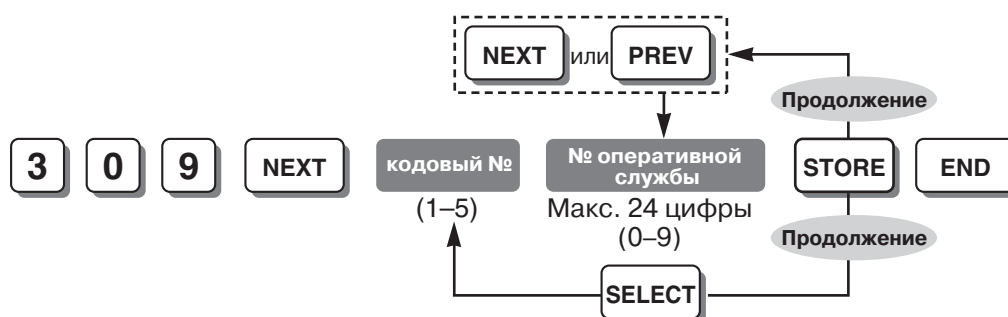 NEXT или PREV
Продолжение
3 0 9 NEXT кодовый № № оперативной службы STORE END
(1–5) Макс. 24 цифры
(0–9)
Продолжение
SELECT